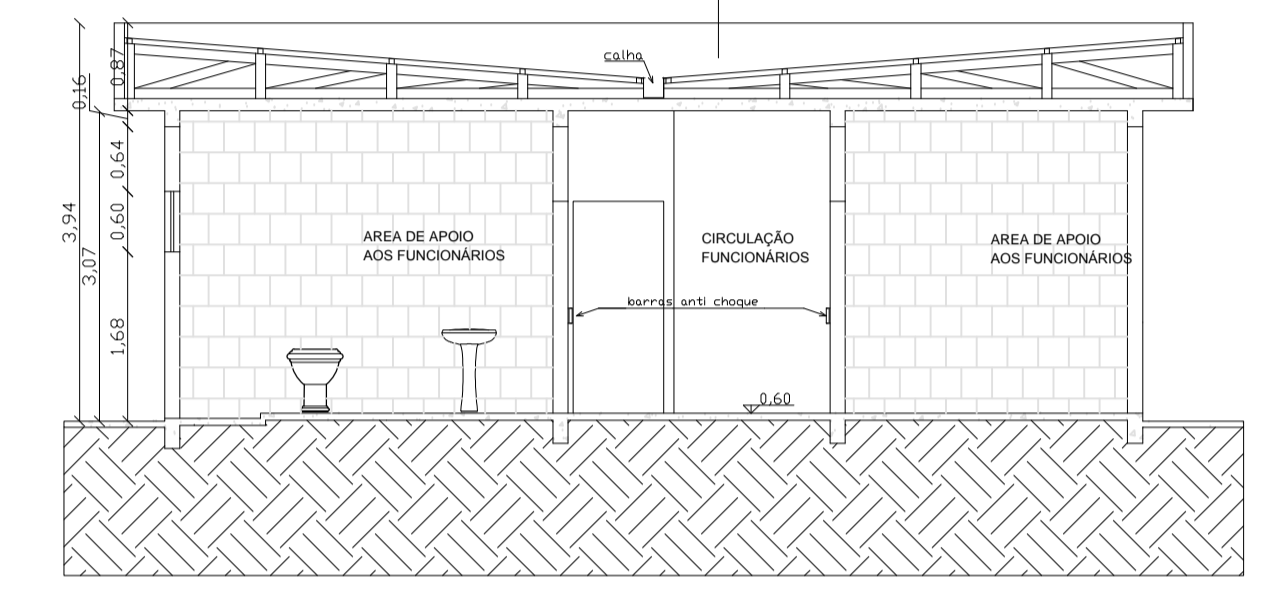 calha
0,87
0,16
0,64
0,60
3,94
3,07
1,68
AREA DE APOIO
AOS FUNCIONÁRIOS
CIRCULAÇÃO
FUNCIONÁRIOS
AREA DE APOIO
AOS FUNCIONÁRIOS
barras anti choque
0,60